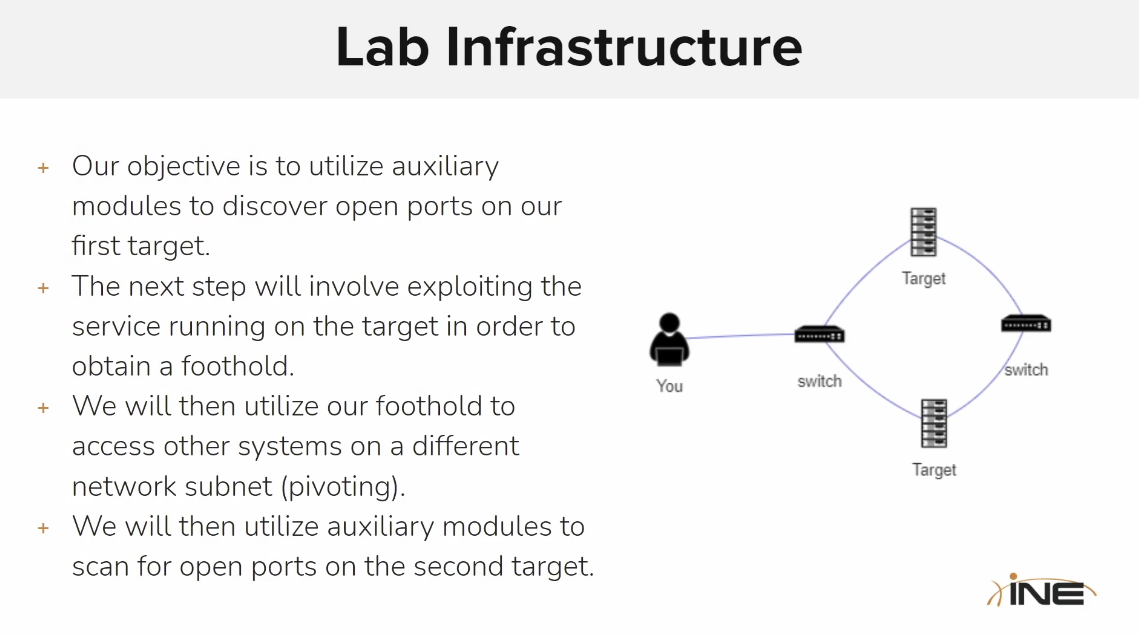 Lab Infrastructure
+ Our objective is to utilize auxiliary
modules to discover open ports on our
first target.
+ The next step will involve exploiting the
service running on the target in order to
obtain a foothold.
+ We will then utilize our foothold to
access other systems on a different
network subnet (pivoting).
+ We will then utilize auxiliary modules to
scan for open ports on the second target.
Target
You
switch
switch
Target
INE